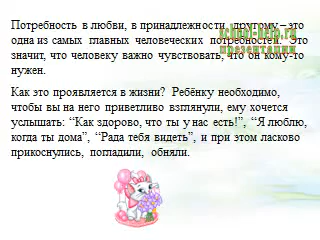 Потребность в любви, в принадлежности другому – это
одна из самых главных человеческих потребностей. Это
значит, что человеку важно чувствовать, что он кому-то
нужен.
Как это проявляется в жизни? Ребёнку необходимо,
чтобы вы на него приветливо взглянули, ему хочется
услышать: “Как здорово, что ты у нас есть!”, “Я люблю,
когда ты дома”, “Рада тебя видеть”, и при этом ласково
прикоснулись, погладили, обняли.
презентации